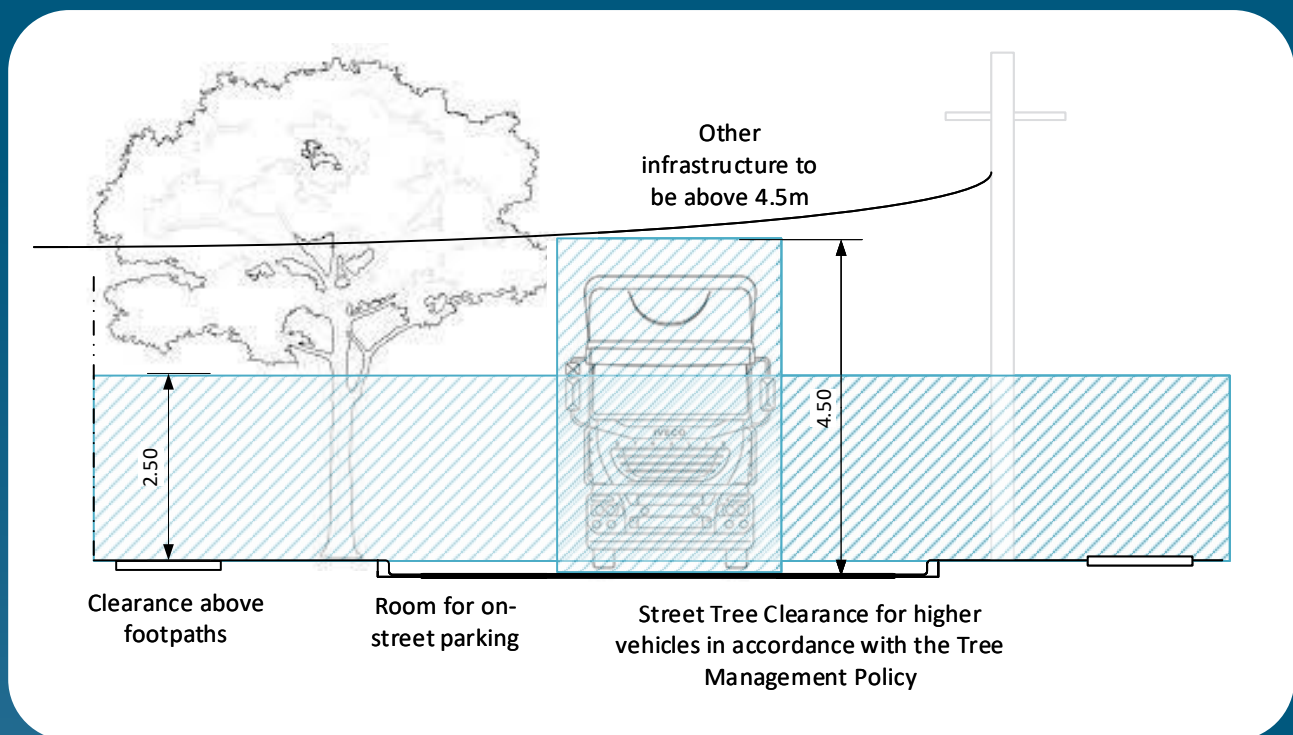 Other
infrastructure to
be above 4.5m
4.50
2.50
IVECO
Clearance above
footpaths
Room for on-
street parking
Street Tree Clearance for higher
vehicles in accordance with the Tree
Management Policy